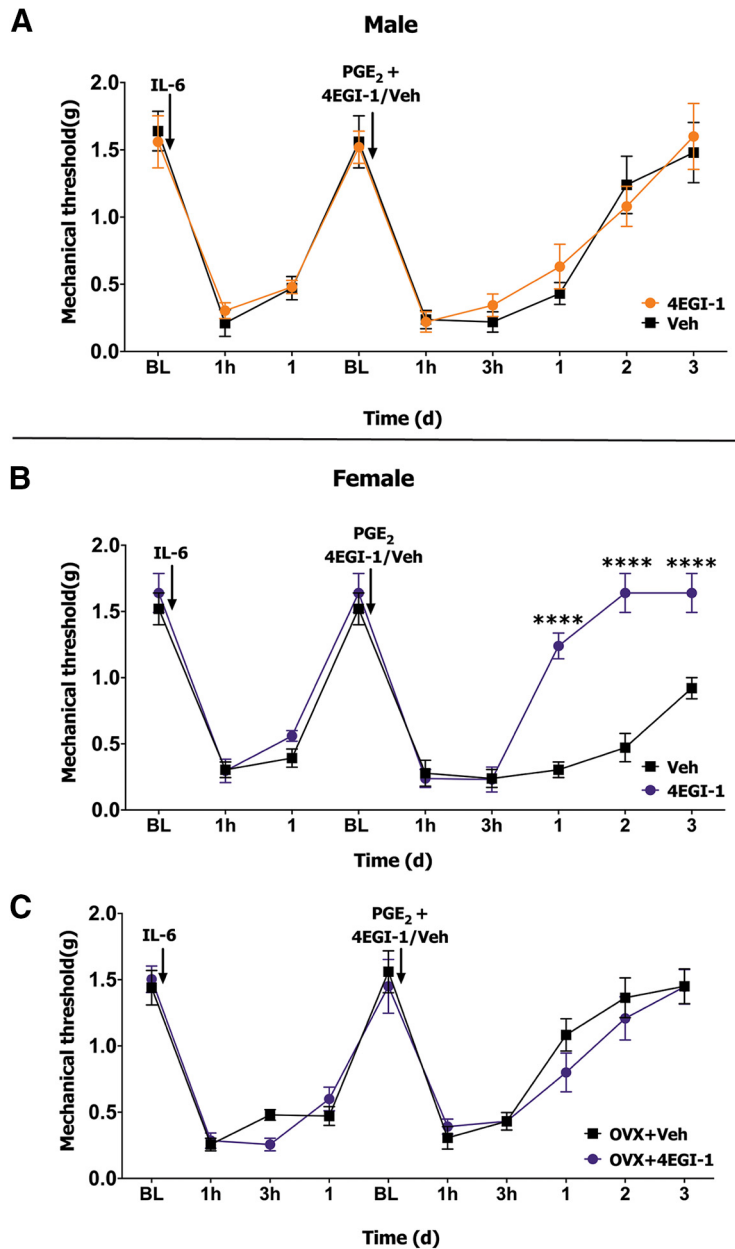 A
Male
IL-6
PGE2 +
4EGI-1/Veh
Mechanical threshold(g)
2.0
1.5
1.0
0.5
0.0
4EGI-1
Veh
BL 1h 1 BL 1h 3h 1 2 3
Time (d)
B
Female
IL-6
PGE2
4EGI-1/Veh
Mechanical threshold(g)
2.0
1.5
1.0
0.5
0.0
****
****
****
Veh
4EGI-1
BL 1h 1 BL 1h 3h 1 2 3
Time (d)
C
IL-6
PGE2 +
4EGI-1/Veh
Mechanical threshold(g)
2.0
1.5
1.0
0.5
0.0
OVX+Veh
OVX+4EGI-1
BL 1h 3h 1 BL 1h 3h 1 2 3
Time (d)